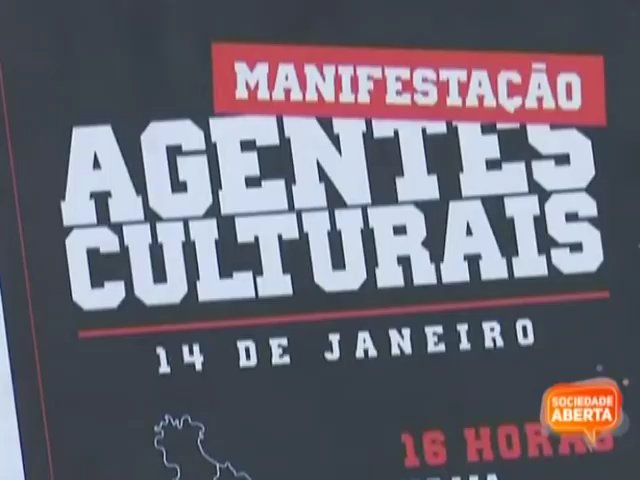 MANIFESTAÇÃO
AGENTES
CULTURAIS
14 DE JANEIRO
SOCIEDADE
ABERTA
16 HORAS